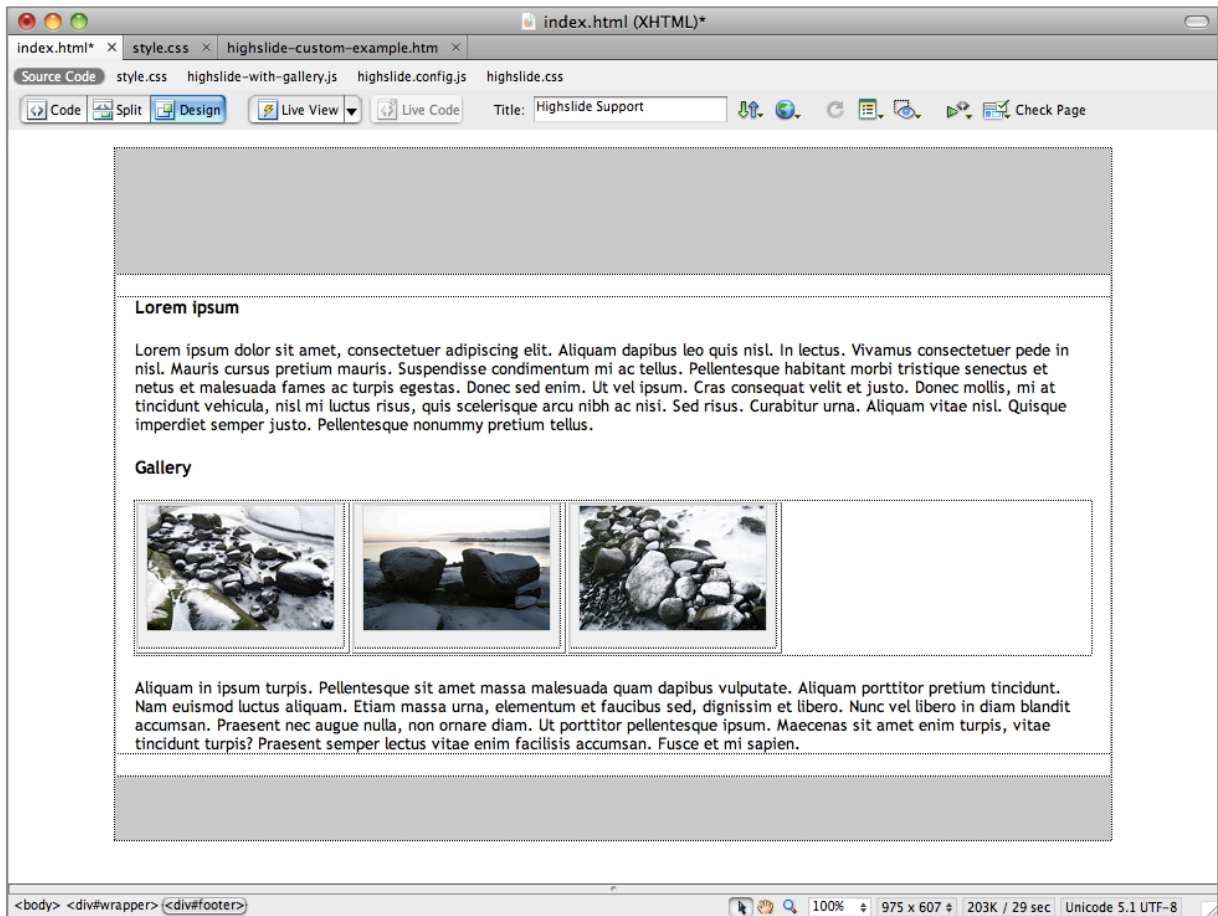 index.html (XHTML)*
index.html* × style.css × highslide-custom-example.htm ×
Source Code style.css highslide-with-gallery.js highslide.config.js highslide.css
Code Split Design Live View Live Code Title: Highslide Support Check Page
Lorem ipsum
Lorem ipsum dolor sit amet, consectetuer adipiscing elit. Aliquam dapibus leo quis nisl. In lectus. Vivamus consectetuer pede in
nisl. Mauris cursus pretium mauris. Suspendisse condimentum mi ac tellus. Pellentesque habitant morbi tristique senectus et
netus et malesuada fames ac turpis egestas. Donec sed enim. Ut vel ipsum. Cras consequat velit et justo. Donec mollis, mi at
tincidunt vehicula, nisl mi luctus risus, quis scelerisque arcu nibh ac nisi. Sed risus. Curabitur urna. Aliquam vitae nisl. Quisque
imperdiet semper justo. Pellentesque nonummy pretium tellus.
Gallery
Aliquam in ipsum turpis. Pellentesque sit amet massa malesuada quam dapibus vulputate. Aliquam porttitor pretium tincidunt.
Nam euismod luctus aliquam. Etiam massa urna, elementum et faucibus sed, dignissim et libero. Nunc vel libero in diam blandit
accumsan. Praesent nec augue nulla, non ornare diam. Ut porttitor pellentesque ipsum. Maecenas sit amet enim turpis, vitae
tincidunt turpis? Praesent semper lectus vitae enim facilisis accumsan. Fusce et mi sapien.
<body> <div#wrapper> <div#footer> 100% 975 x 607 203K / 29 sec Unicode 5.1 UTF-8